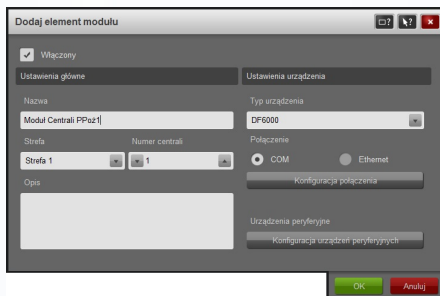 Dodaj element modułu
Włączony
Ustawienia główne
Ustawienia urządzenia
Nazwa
Typ urządzenia
Moduł Centrali PPoż1
DF6000
Strefa
Numer centrali
Połączenie
Strefa 1
1
COM
Ethernet
Opis
Konfiguracja połączenia
Urządzenia peryferyjne
Konfiguracja urządzeń peryferyjnych
OK
Anuluj